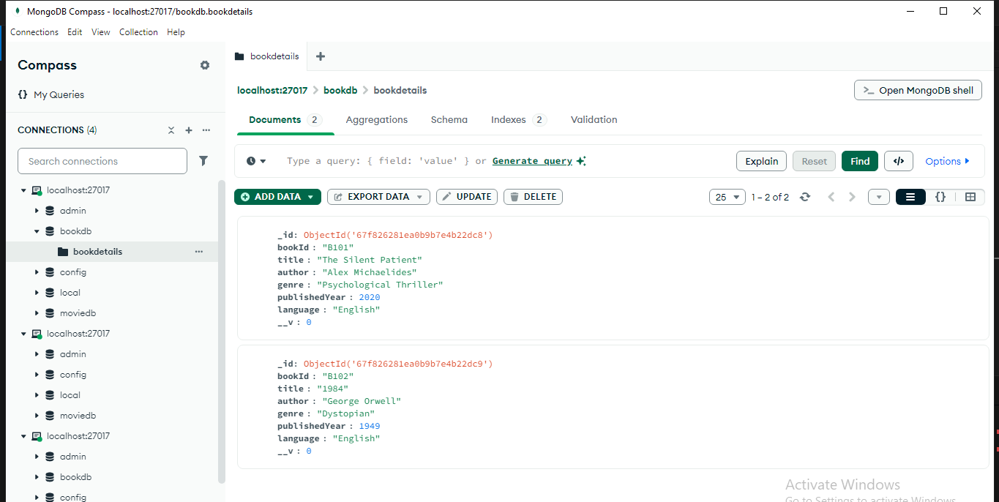 MongoDB Compass - localhost:27017/bookdb.bookdetails
Connections Edit View Collection Help
Compass
{} My Queries
CONNECTIONS (4)
Search connections
localhost:27017
admin
bookdb
bookdetails
config
local
moviedb
localhost:27017
admin
config
local
moviedb
localhost:27017
admin
bookdb
config
bookdetails
localhost:27017 > bookdb > bookdetails
>_ Open MongoDB shell
Documents 2 Aggregations Schema Indexes 2 Validation
Type a query: { field: 'value' } or Generate query
Explain Reset Find </> Options
ADD DATA EXPORT DATA UPDATE DELETE
25 1 – 2 of 2 {}
_id: ObjectId('67f826281ea0b9b7e4b22dc8')
bookId : "B101"
title : "The Silent Patient"
author : "Alex Michaelides"
genre : "Psychological Thriller"
publishedYear : 2020
language : "English"
__v : 0
_id: ObjectId('67f826281ea0b9b7e4b22dc9')
bookId : "B102"
title : "1984"
author : "George Orwell"
genre : "Dystopian"
publishedYear : 1949
language : "English"
__v : 0
Activate Windows
Go to Settings to activate Windows.